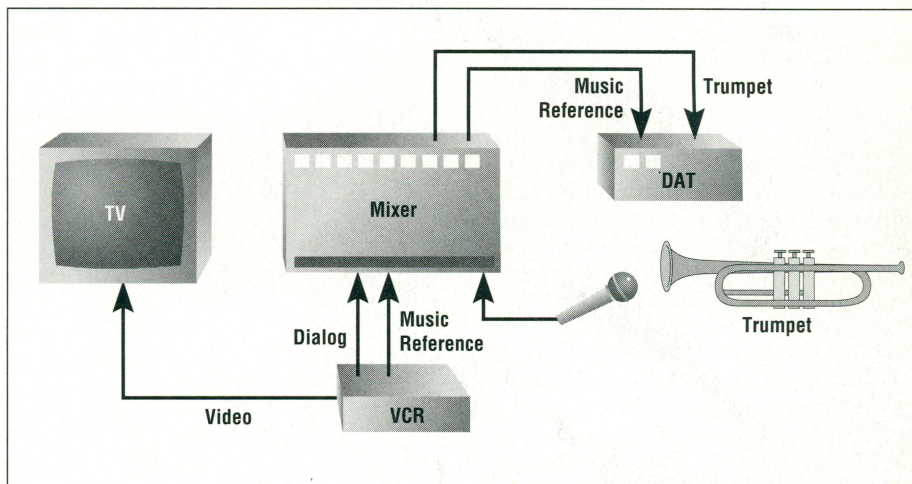 Music
Reference
Trumpet
DAT
TV
Mixer
Trumpet
Dialog
Music
Reference
Video
VCR